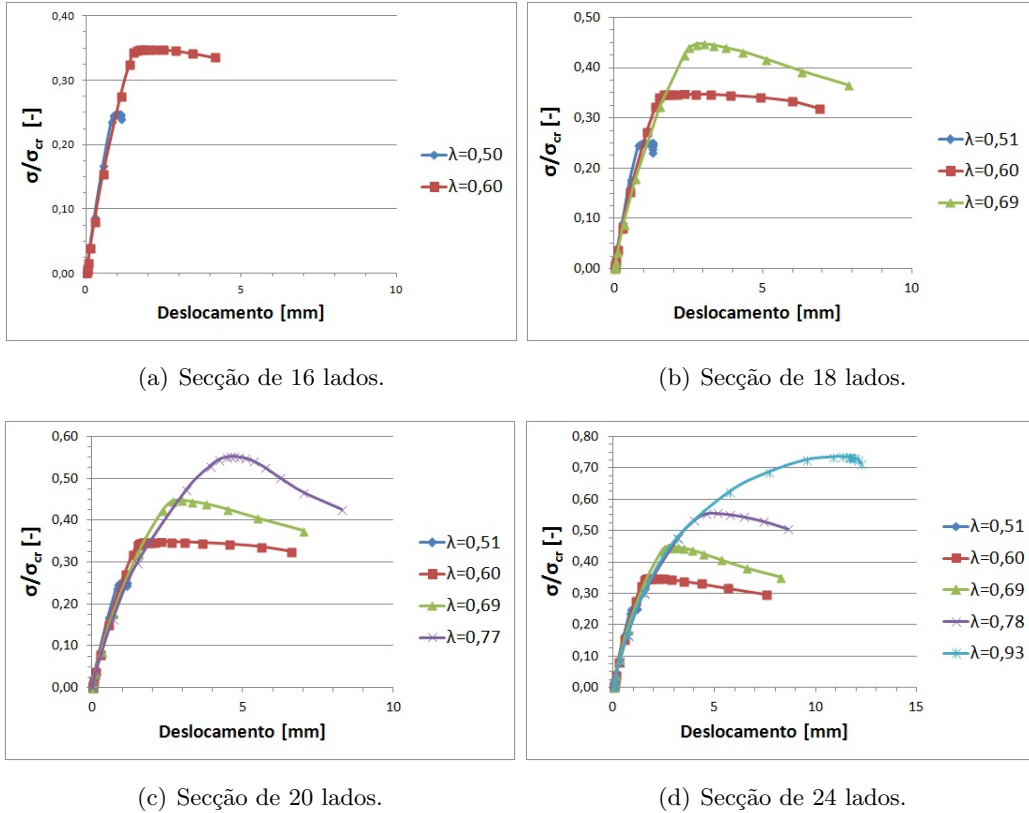 0,40
0,30
0,20
0,10
0,00
0
5
10
σ/σcr [-]
Deslocamento [mm]
λ=0,50
λ=0,60
(a) Secção de 16 lados.
0,50
0,40
0,30
0,20
0,10
0,00
0
5
10
σ/σcr [-]
Deslocamento [mm]
λ=0,51
λ=0,60
λ=0,69
(b) Secção de 18 lados.
0,60
0,50
0,40
0,30
0,20
0,10
0,00
0
5
10
σ/σcr [-]
Deslocamento [mm]
λ=0,51
λ=0,60
λ=0,69
λ=0,77
(c) Secção de 20 lados.
0,80
0,70
0,60
0,50
0,40
0,30
0,20
0,10
0,00
0
5
10
15
σ/σcr [-]
Deslocamento [mm]
λ=0,51
λ=0,60
λ=0,69
λ=0,78
λ=0,93
(d) Secção de 24 lados.